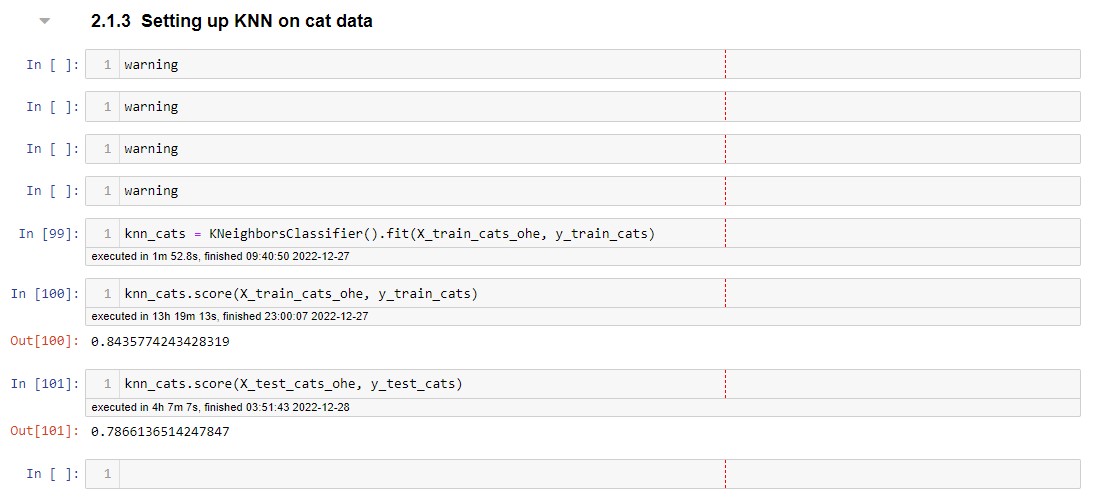 2.1.3 Setting up KNN on cat data
In [ ]: 1 warning
In [ ]: 1 warning
In [ ]: 1 warning
In [ ]: 1 warning
In [99]: 1 knn_cats = KNeighborsClassifier().fit(X_train_cats_ohe, y_train_cats)
executed in 1m 52.8s, finished 09:40:50 2022-12-27
In [100]: 1 knn_cats.score(X_train_cats_ohe, y_train_cats)
executed in 13h 19m 13s, finished 23:00:07 2022-12-27
Out[100]: 0.8435774243428319
In [101]: 1 knn_cats.score(X_test_cats_ohe, y_test_cats)
executed in 4h 7m 7s, finished 03:51:43 2022-12-28
Out[101]: 0.7866136514247847
In [ ]: 1